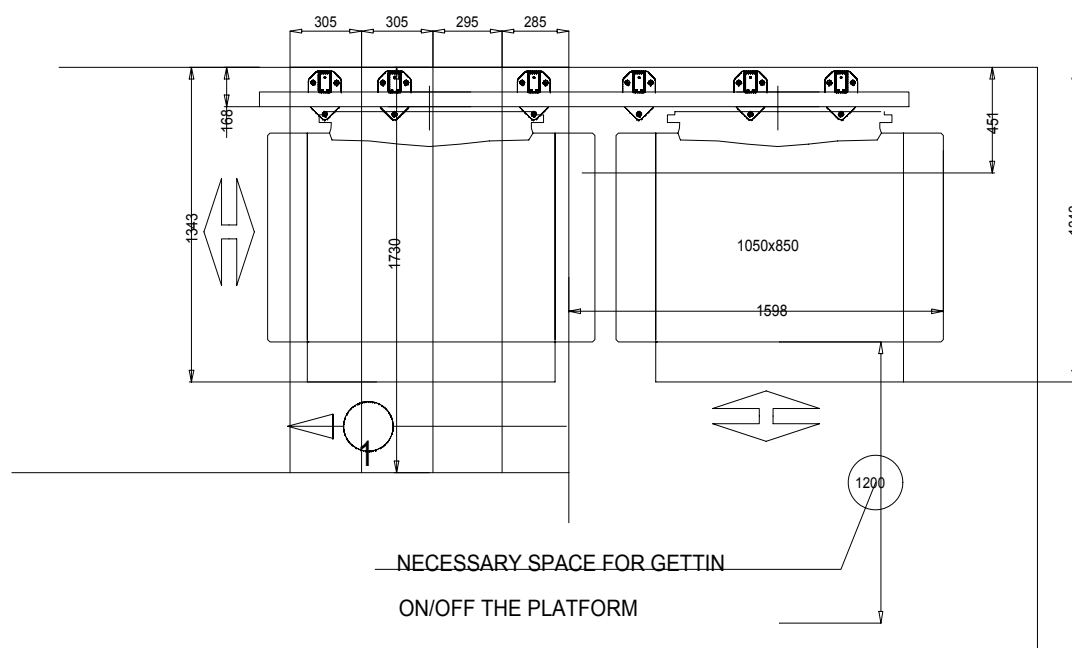 305 305 295 285
168
451
1343
1730
1050x850
1598
1
1200
NECESSARY SPACE FOR GETTIN
ON/OFF THE PLATFORM